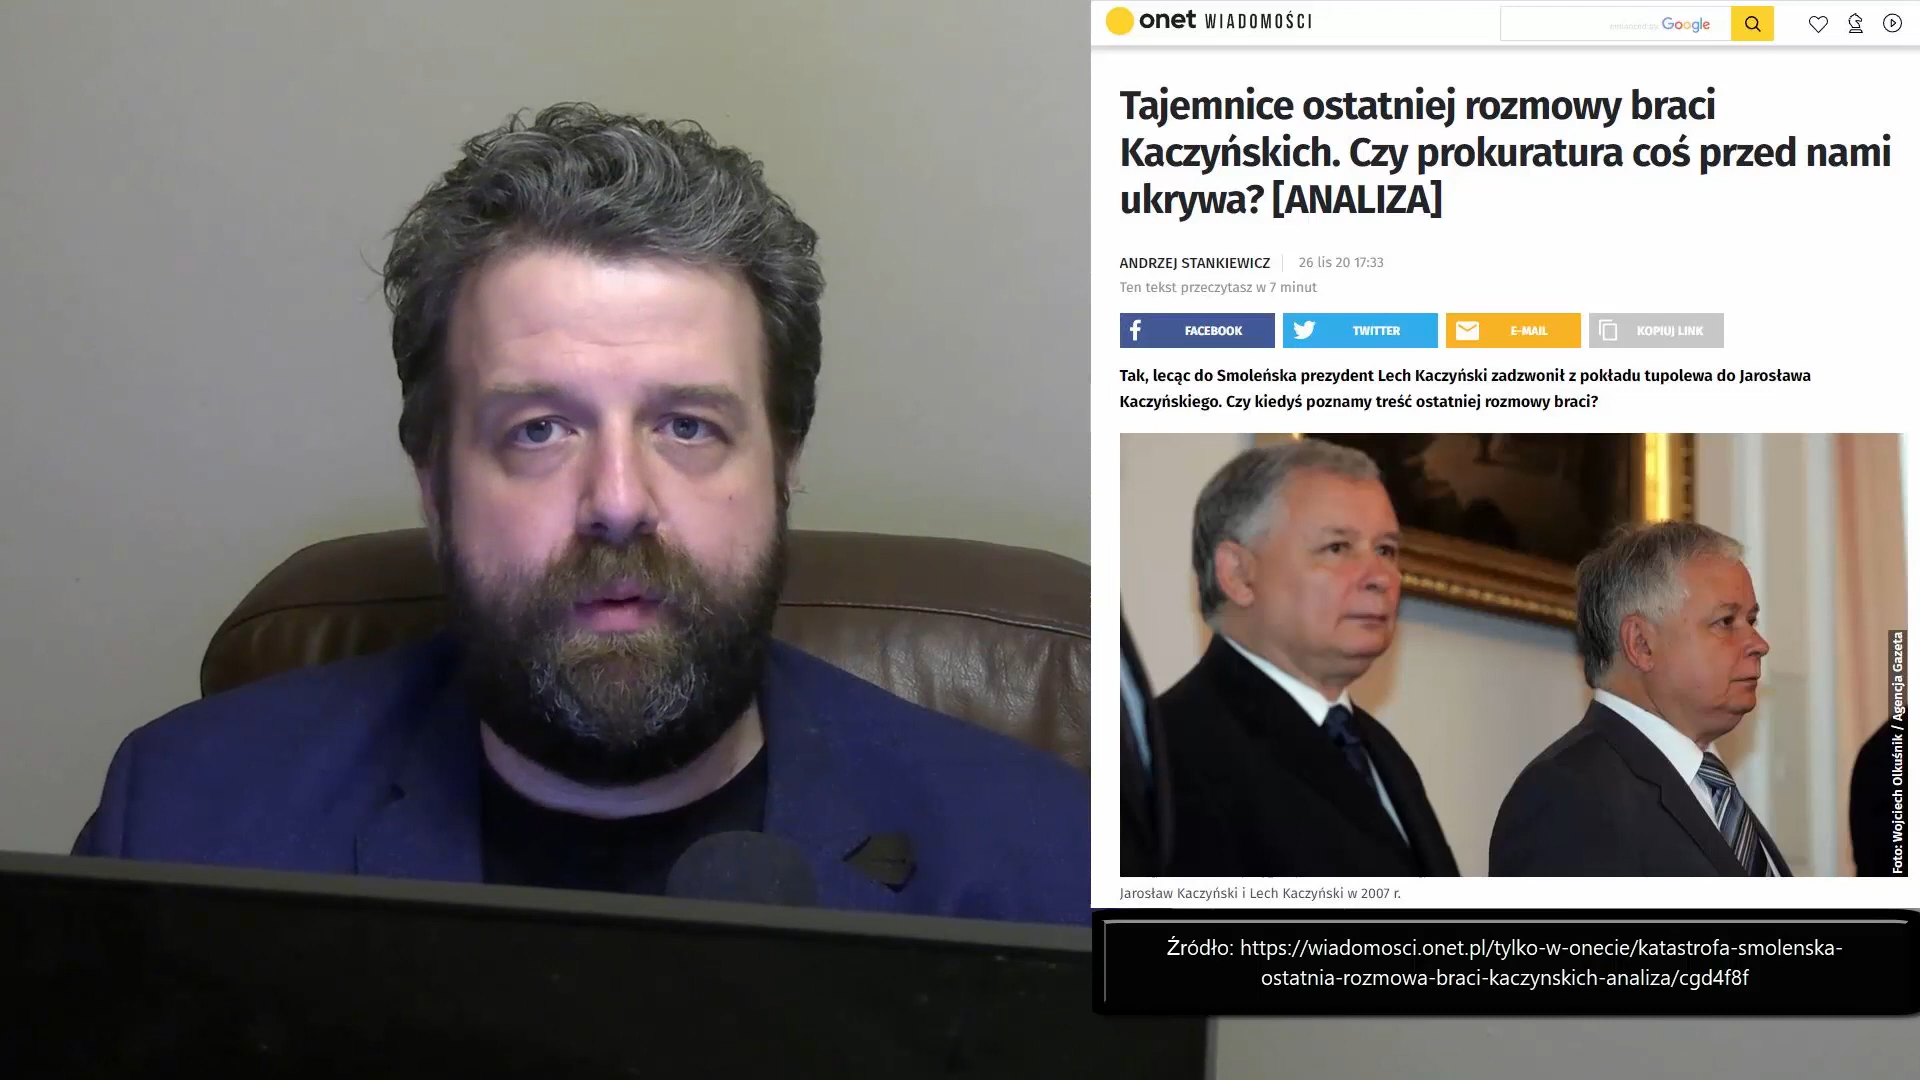 onet WIADOMOŚCI
Google
Tajemnice ostatniej rozmowy braci
Kaczyńskich. Czy prokuratura coś przed nami
ukrywa? [ANALIZA]
ANDRZEJ STANKIEWICZ 26 lis 20 17:33
Ten tekst przeczytasz w 7 minut
FACEBOOK
TWITTER
E-MAIL
KOPIUJ LINK
Tak, lecąc do Smoleńska prezydent Lech Kaczyński zadzwonił z pokładu tupolewa do Jarosława
Kaczyńskiego. Czy kiedyś poznamy treść ostatniej rozmowy braci?
Foto: Wojciech Olkuśnik / Agencja Gazeta
Jarosław Kaczyński i Lech Kaczyński w 2007 r.
Źródło: https://wiadomosci.onet.pl/tylko-w-onecie/katastrofa-smolenska-
ostatnia-rozmowa-braci-kaczynskich-analiza/cgd4f8f